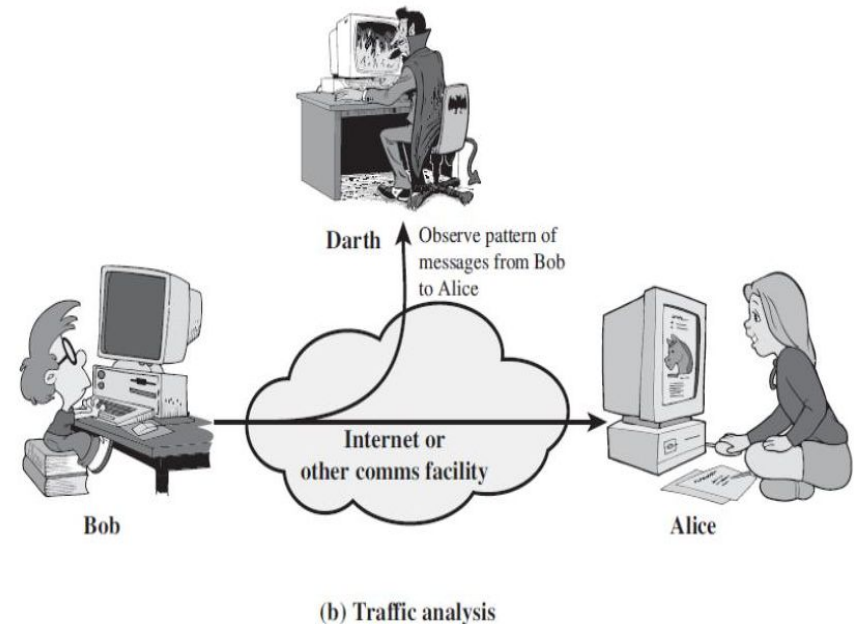 Darth
Observe pattern of
messages from Bob
to Alice
Internet or
other comms facility
Bob
Alice
(b) Traffic analysis